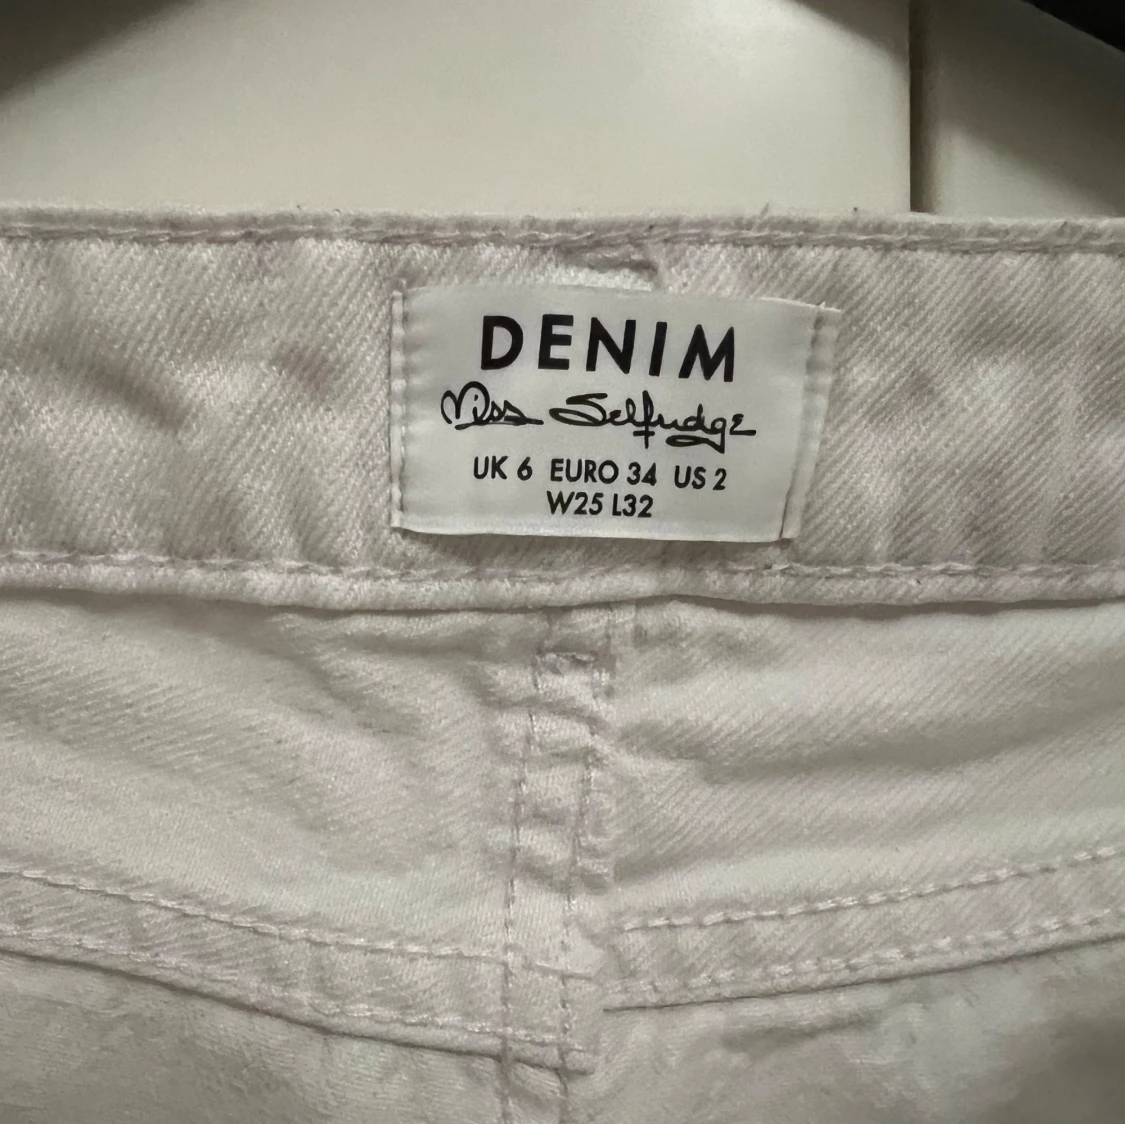 DENIM
Miss Selfridge
UK 6 EURO 34 US 2
W25 L32